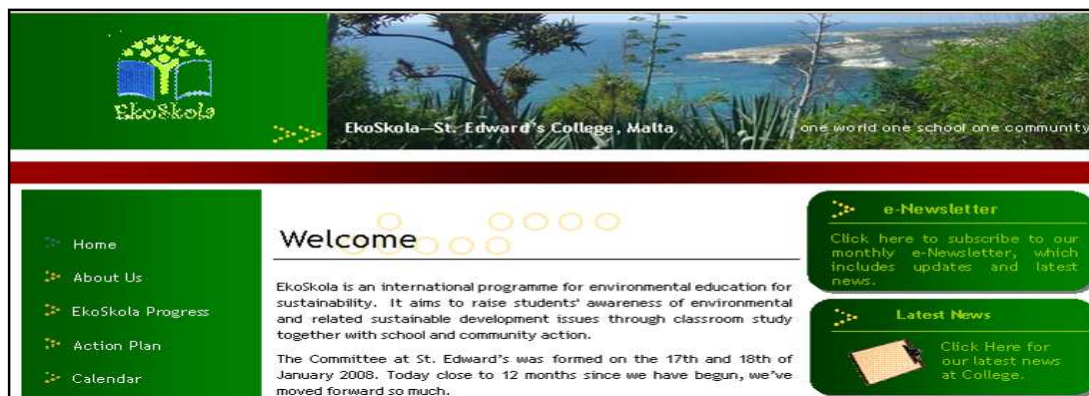 EkoSkola
EkoSkola—St. Edward's College, Malta
one world one school one community
Home
About Us
EkoSkola Progress
Action Plan
Calendar
Welcome
EkoSkola is an international programme for environmental education for
sustainability. It aims to raise students' awareness of environmental
and related sustainable development issues through classroom study
together with school and community action.
The Committee at St. Edward's was formed on the 17th and 18th of
January 2008. Today close to 12 months since we have begun, we've
moved forward so much.
e-Newsletter
Click here to subscribe to our
monthly e-Newsletter, which
includes updates and latest
news.
Latest News
Click Here for
our latest news
at College.